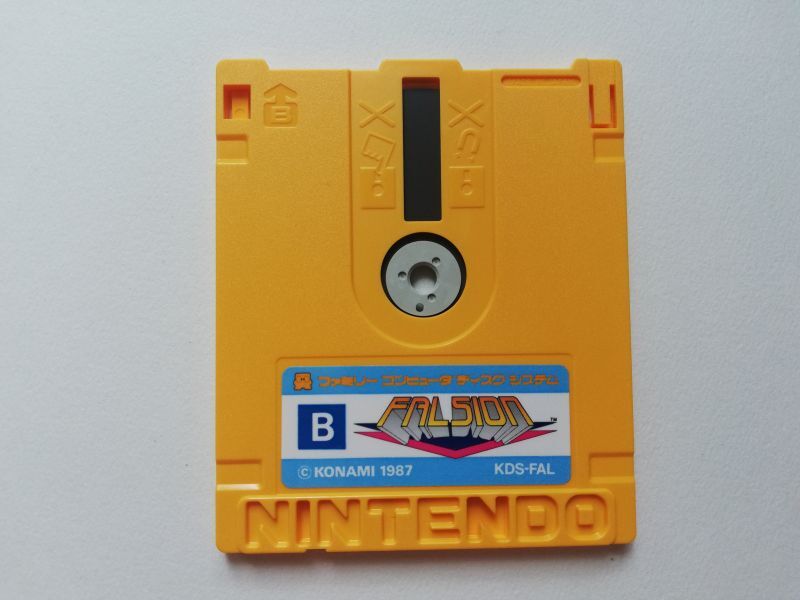 B
X X
ファミリー コンピュータ ディスク システム
B
FALSION ™
© KONAMI 1987 KDS-FAL
NINTENDO